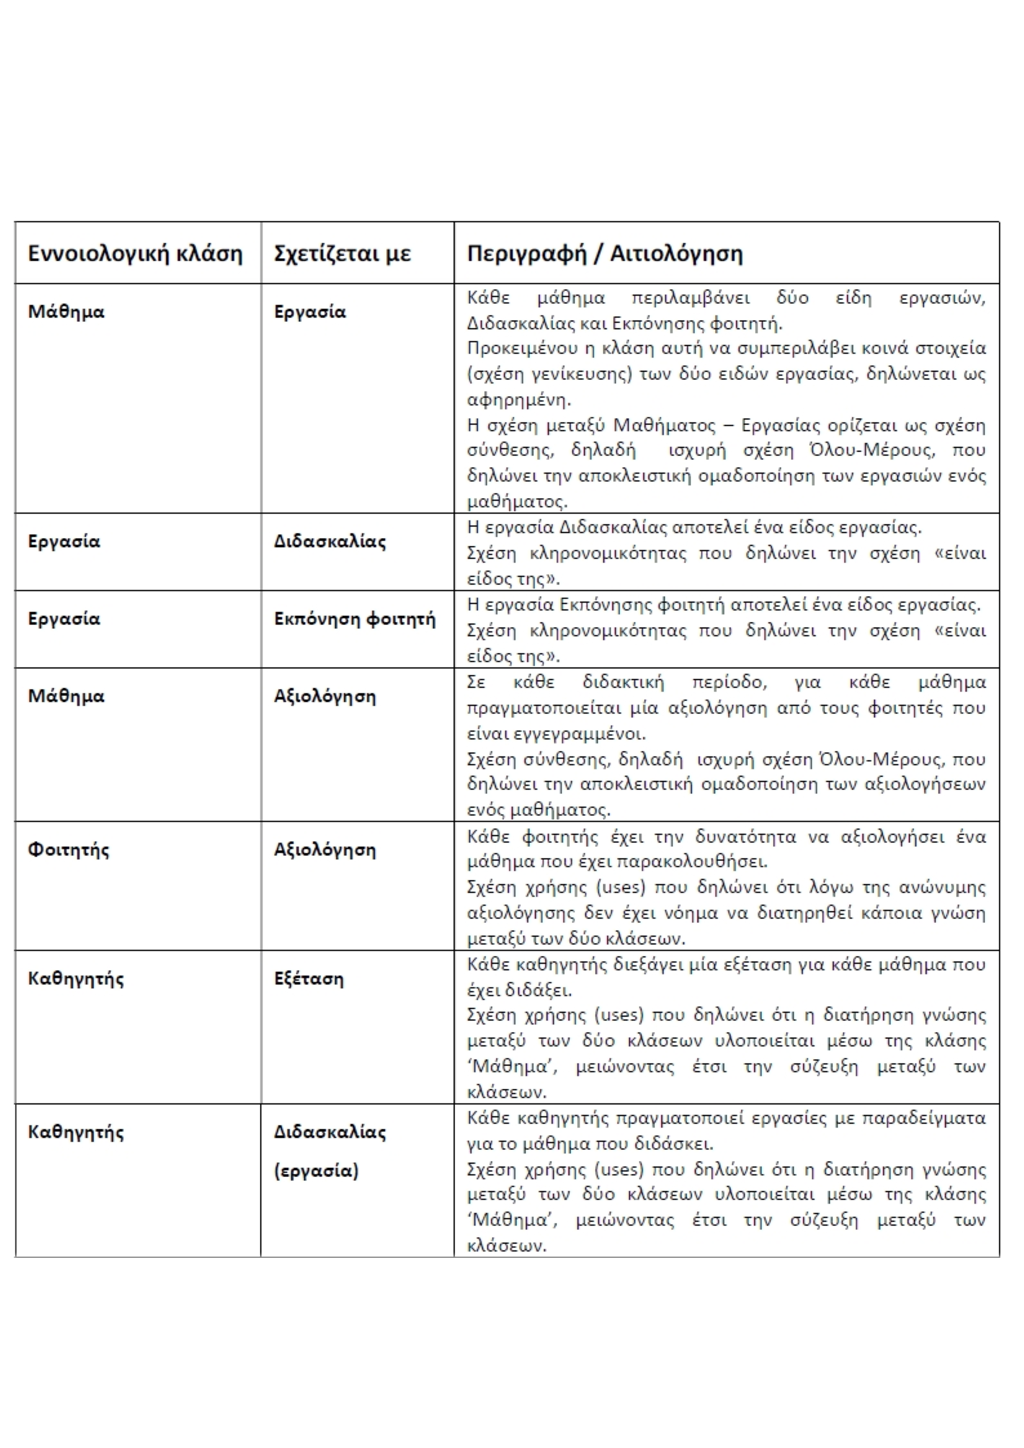 Εννοιολογική κλάση Σχετίζεται με Περιγραφή / Αιτιολόγηση
Μάθημα Εργασία
Κάθε μάθημα περιλαμβάνει δύο είδη εργασιών,
Διδασκαλίας και Εκπόνησης φοιτητή.
Προκειμένου η κλάση αυτή να συμπεριλάβει κοινά στοιχεία
(σχέση γενίκευσης) των δύο ειδών εργασίας, δηλώνεται ως
αφηρημένη.
Η σχέση μεταξύ Μαθήματος – Εργασίας ορίζεται ως σχέση
σύνθεσης, δηλαδή ισχυρή σχέση Όλου-Μέρους, που
δηλώνει την αποκλειστική ομαδοποίηση των εργασιών ενός
μαθήματος.
Εργασία Διδασκαλίας
Η εργασία Διδασκαλίας αποτελεί ένα είδος εργασίας.
Σχέση κληρονομικότητας που δηλώνει την σχέση «είναι
είδος της».
Εργασία Εκπόνηση φοιτητή
Η εργασία Εκπόνησης φοιτητή αποτελεί ένα είδος εργασίας.
Σχέση κληρονομικότητας που δηλώνει την σχέση «είναι
είδος της».
Μάθημα Αξιολόγηση
Σε κάθε διδακτική περίοδο, για κάθε μάθημα
πραγματοποιείται μία αξιολόγηση από τους φοιτητές που
είναι εγγεγραμμένοι.
Σχέση σύνθεσης, δηλαδή ισχυρή σχέση Όλου-Μέρους, που
δηλώνει την αποκλειστική ομαδοποίηση των αξιολογήσεων
ενός μαθήματος.
Φοιτητής Αξιολόγηση
Κάθε φοιτητής έχει την δυνατότητα να αξιολογήσει ένα
μάθημα που έχει παρακολουθήσει.
Σχέση χρήσης (uses) που δηλώνει ότι λόγω της ανώνυμης
αξιολόγησης δεν έχει νόημα να διατηρηθεί κάποια γνώση
μεταξύ των δύο κλάσεων.
Καθηγητής Εξέταση
Κάθε καθηγητής διεξάγει μία εξέταση για κάθε μάθημα που
έχει διδάξει.
Σχέση χρήσης (uses) που δηλώνει ότι η διατήρηση γνώσης
μεταξύ των δύο κλάσεων υλοποιείται μέσω της κλάσης
‘Μάθημα’, μειώνοντας έτσι την σύζευξη μεταξύ των
κλάσεων.
Καθηγητής Διδασκαλίας
(εργασία)
Κάθε καθηγητής πραγματοποιεί εργασίες με παραδείγματα
για το μάθημα που διδάσκει.
Σχέση χρήσης (uses) που δηλώνει ότι η διατήρηση γνώσης
μεταξύ των δύο κλάσεων υλοποιείται μέσω της κλάσης
‘Μάθημα’, μειώνοντας έτσι την σύζευξη μεταξύ των
κλάσεων.